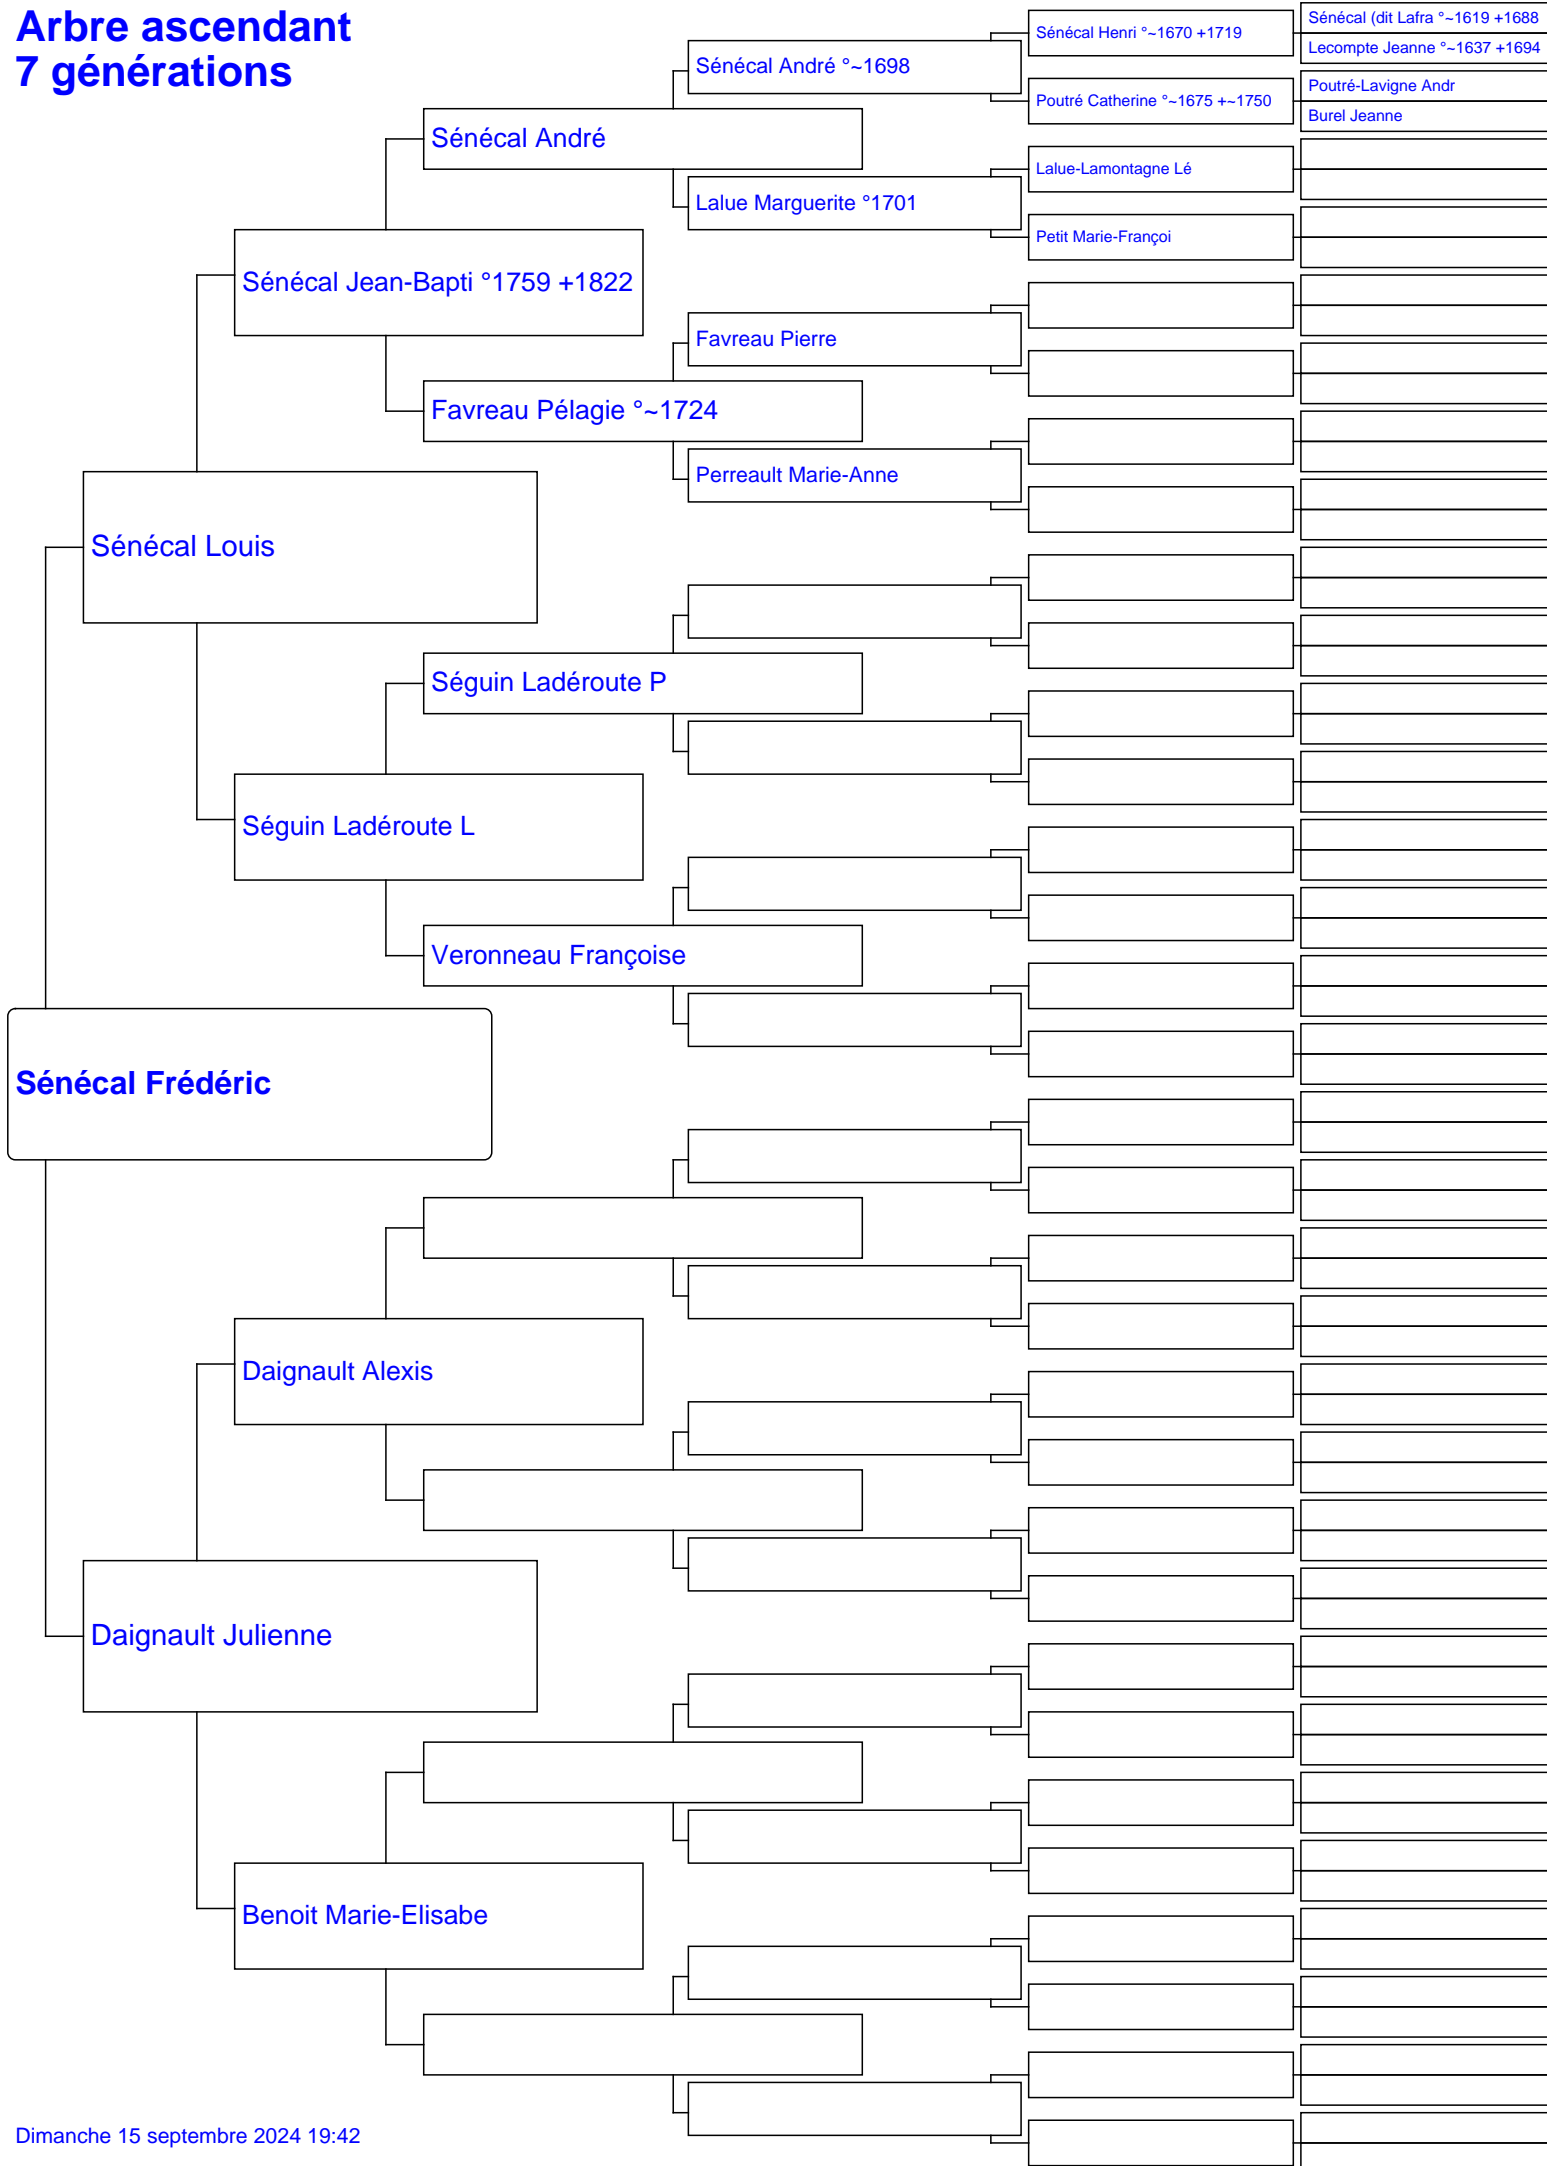 Arbre ascendant
7 générations
Sénécal (dit Lafra °~1619 +1688
Sénécal Henri °~1670 +1719
Lecompte Jeanne °~1637 +1694
Sénécal André °~1698
Poutré-Lavigne Andr
Poutré Catherine °~1675 +~1750
Burel Jeanne
Sénécal André
Lalue-Lamontagne Lé
Lalue Marguerite °1701
Petit Marie-Françoi
Sénécal Jean-Bapti °1759 +1822
Favreau Pierre
Favreau Pélagie °~1724
Perreault Marie-Anne
Sénécal Louis
Séguin Ladéroute P
Séguin Ladéroute L
Veronneau Françoise
Sénécal Frédéric
Daignault Alexis
Daignault Julienne
Benoit Marie-Elisabe
Dimanche 15 septembre 2024 19:42